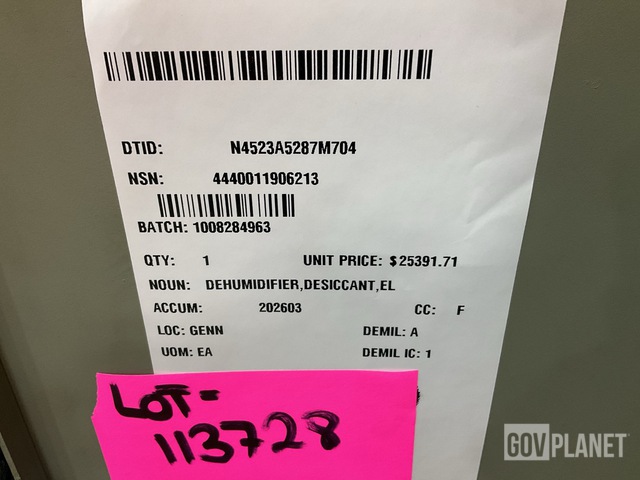 DTID: N4523A5287M704
NSN: 4440011906213
BATCH: 1008284963
QTY: 1 UNIT PRICE: $25391.71
NOUN: DEHUMIDIFIER,DESICCANT,EL
ACCUM: 202603 CC: F
LOC: GENN DEMIL: A
UOM: EA DEMIL IC: 1
LOT=
113728
GOVPLANET